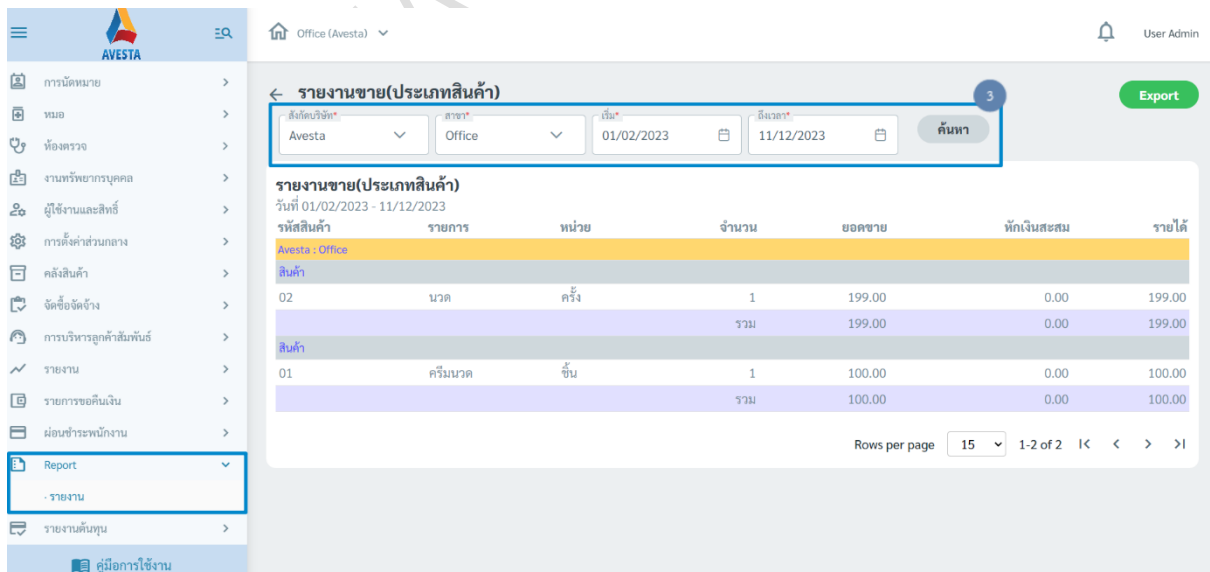 AVESTA
Office (Avesta)
User Admin
การนัดหมาย
หมอ
ห้องตรวจ
งานทรัพยากรบุคคล
ผู้ใช้งานและสิทธิ์
การตั้งค่าส่วนกลาง
คลังสินค้า
จัดซื้อจัดจ้าง
การบริหารลูกค้าสัมพันธ์
รายงาน
รายการขอคืนเงิน
ผ่อนชำระพนักงาน
Report
- รายงาน
รายงานต้นทุน
คู่มือการใช้งาน
รายงานขาย(ประเภทสินค้า)
3
Export
สังกัดบริษัท* สาขา* เริ่ม* ถึงเวลา*
Avesta Office 01/02/2023 11/12/2023 ค้นหา
รายงานขาย(ประเภทสินค้า)
วันที่ 01/02/2023 - 11/12/2023
รหัสสินค้า รายการ หน่วย จำนวน ยอดขาย หักเงินสะสม รายได้
Avesta : Office
สินค้า
02 นวด ครั้ง 1 199.00 0.00 199.00
รวม 199.00 0.00 199.00
สินค้า
01 ครีมนวด ชิ้น 1 100.00 0.00 100.00
รวม 100.00 0.00 100.00
Rows per page 15 1-2 of 2